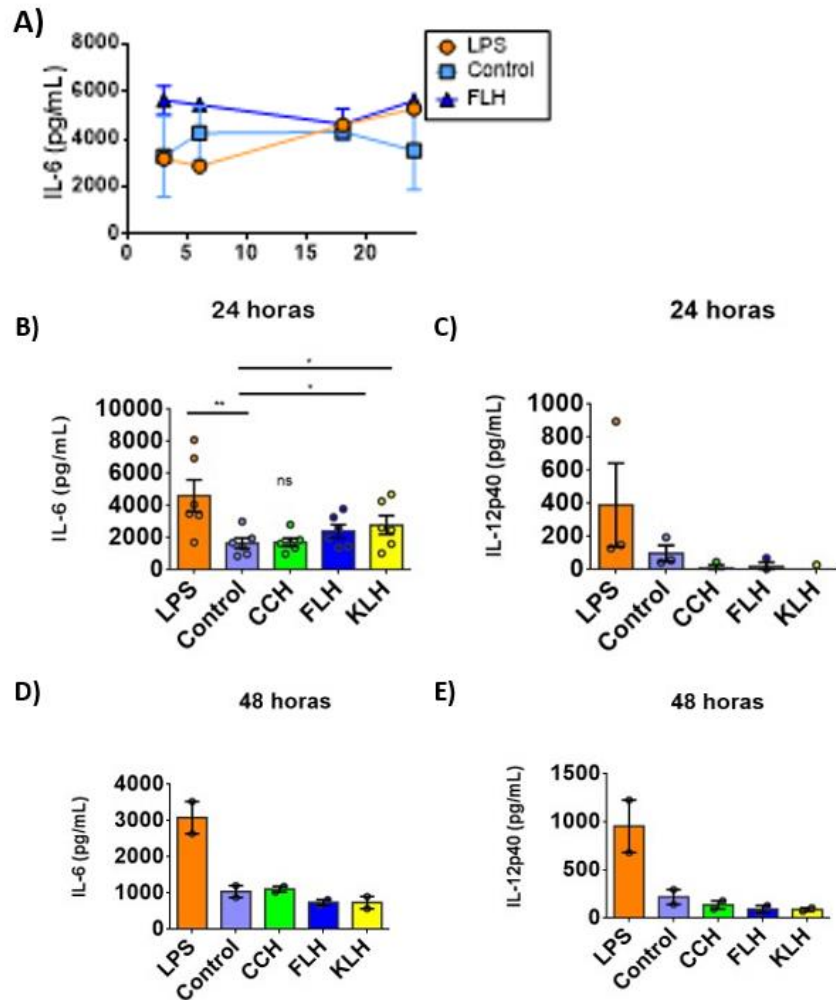 A)
IL-6 (pg/mL)
8000
6000
4000
2000
0
0 5 10 15 20
LPS
Control
FLH
B)
24 horas
IL-6 (pg/mL)
10000
8000
6000
4000
2000
0
*
*
**
ns
LPS Control CCH FLH KLH
C)
24 horas
IL-12p40 (pg/mL)
1000
800
600
400
200
0
LPS Control CCH FLH KLH
D)
48 horas
IL-6 (pg/mL)
4000
3000
2000
1000
0
LPS Control CCH FLH KLH
E)
48 horas
IL-12p40 (pg/mL)
1500
1000
500
0
LPS Control CCH FLH KLH